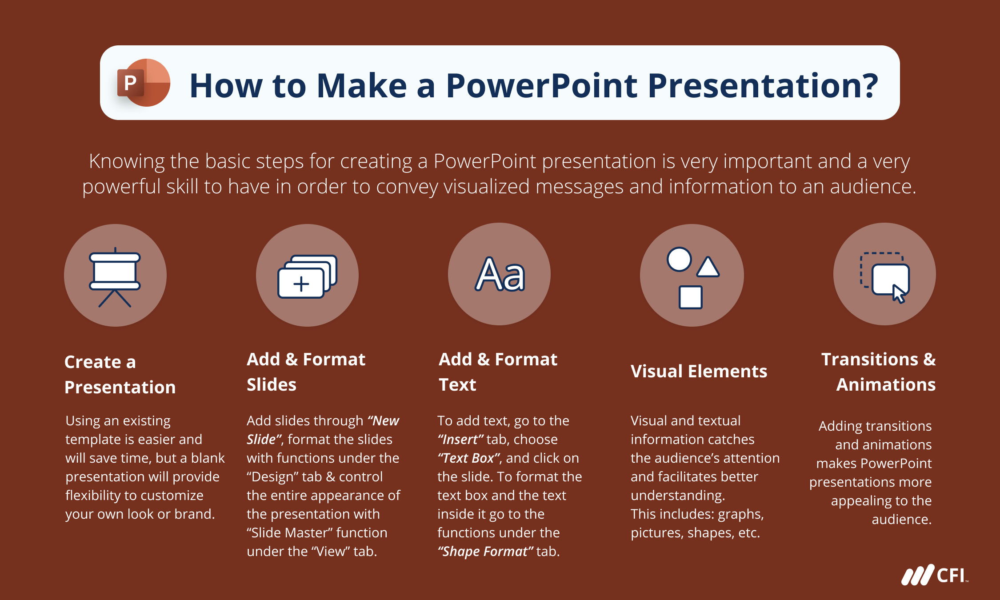 P
How to Make a PowerPoint Presentation?
Knowing the basic steps for creating a PowerPoint presentation is very important and a very
powerful skill to have in order to convey visualized messages and information to an audience.
Aa
Create a
Presentation
Using an existing
template is easier and
will save time, but a blank
presentation will provide
flexibility to customize
your own look or brand.
Add & Format
Slides
Add slides through “New
Slide”, format the slides
with functions under the
“Design” tab & control
the entire appearance of
the presentation with
“Slide Master” function
under the “View” tab.
Add & Format
Text
To add text, go to the
“Insert” tab, choose
“Text Box”, and click on
the slide. To format the
text box and the text
inside it go to the
functions under the
“Shape Format” tab.
Visual Elements
Visual and textual
information catches
the audience’s attention
and facilitates better
understanding.
This includes: graphs,
pictures, shapes, etc.
Transitions &
Animations
Adding transitions
and animations
makes PowerPoint
presentations more
appealing to the
audience.
CFI™